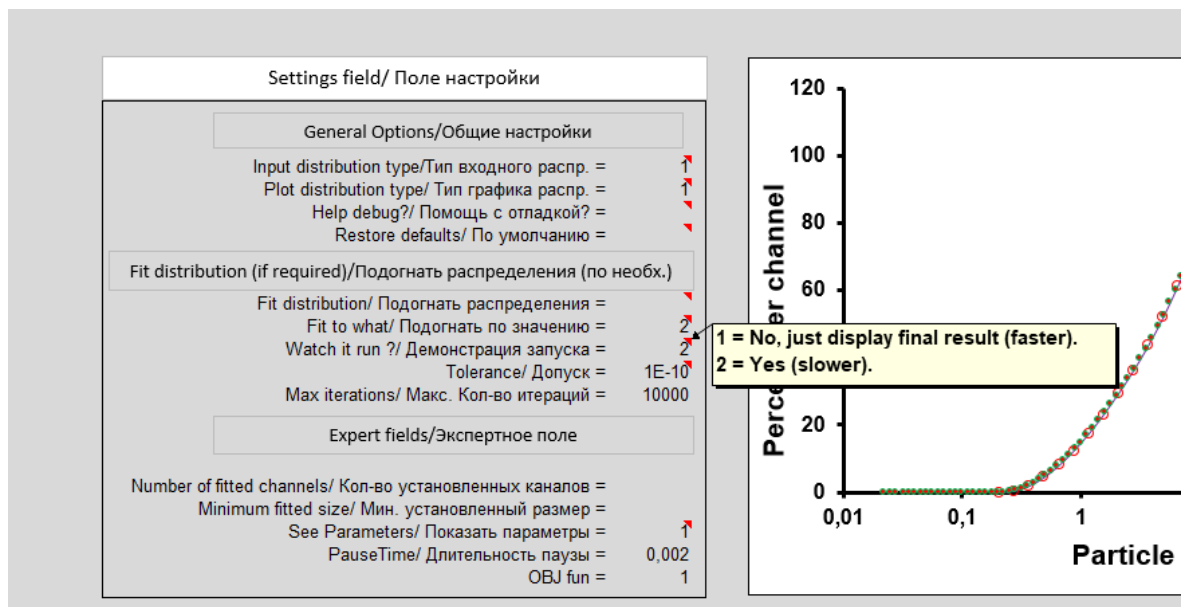 Settings field/ Поле настройки
General Options/Общие настройки
Input distribution type/Тип входного распр. = 1
Plot distribution type/ Тип графика распр. = 1
Help debug?/ Помощь с отладкой? =
Restore defaults/ По умолчанию =
Fit distribution (if required)/Подогнать распределения (по необх.)
Fit distribution/ Подогнать распределения =
Fit to what/ Подогнать по значению = 2
Watch it run ?/ Демонстрация запуска = 2
Tolerance/ Допуск = 1E-10
Max iterations/ Макс. Кол-во итераций = 10000
Expert fields/Экспертное поле
Number of fitted channels/ Кол-во установленных каналов =
Minimum fitted size/ Мин. установленный размер =
See Parameters/ Показать параметры = 1
PauseTime/ Длительность паузы = 0,002
OBJ fun = 1
1 = No, just display final result (faster).
2 = Yes (slower).
120
100
80
60
20
0
0,01 0,1 1
Perce er channel
Particle